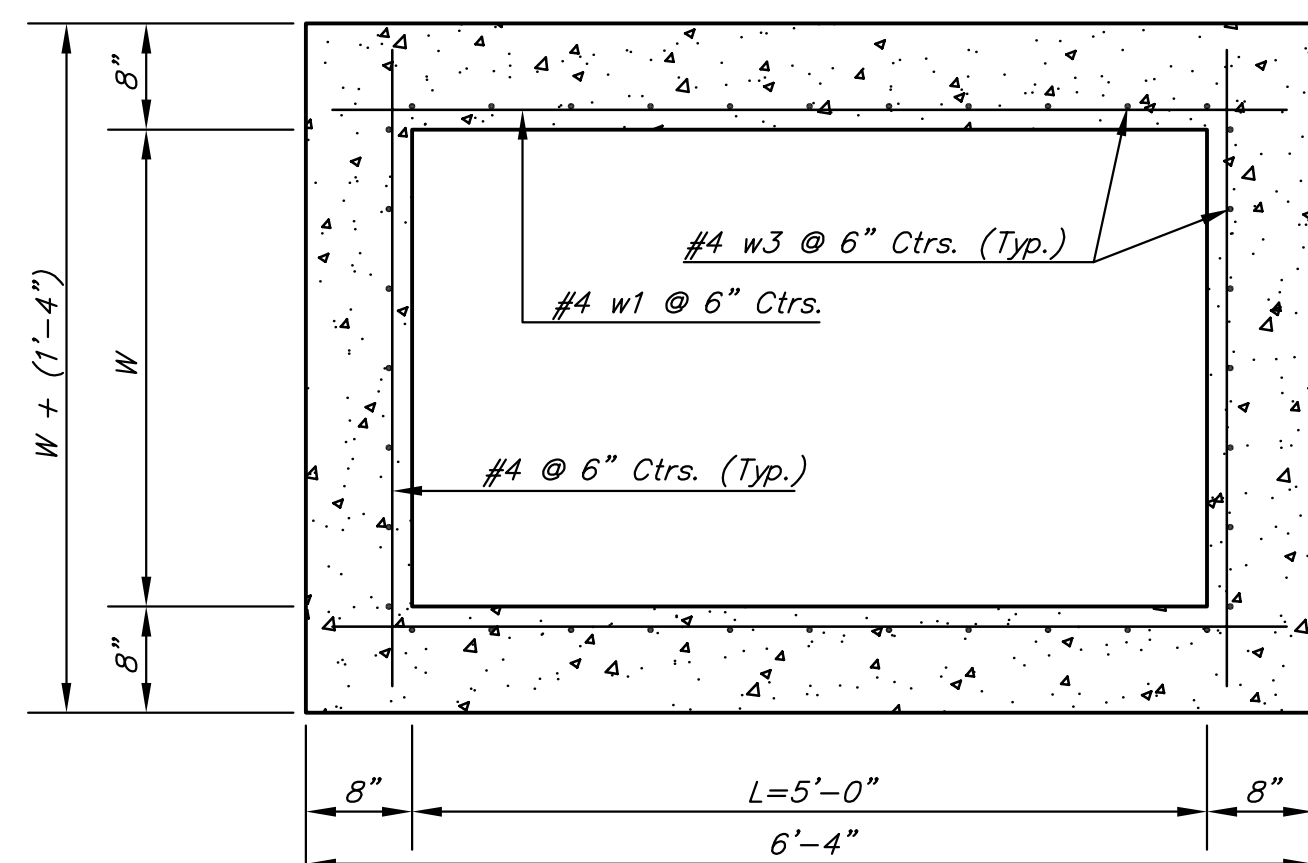 8”
W + (1’-4”)
W
8”
#4 w3 @ 6” Ctrs. (Typ.)
#4 w1 @ 6” Ctrs.
#4 @ 6” Ctrs. (Typ.)
8”
L=5’-0”
8”
6’-4”